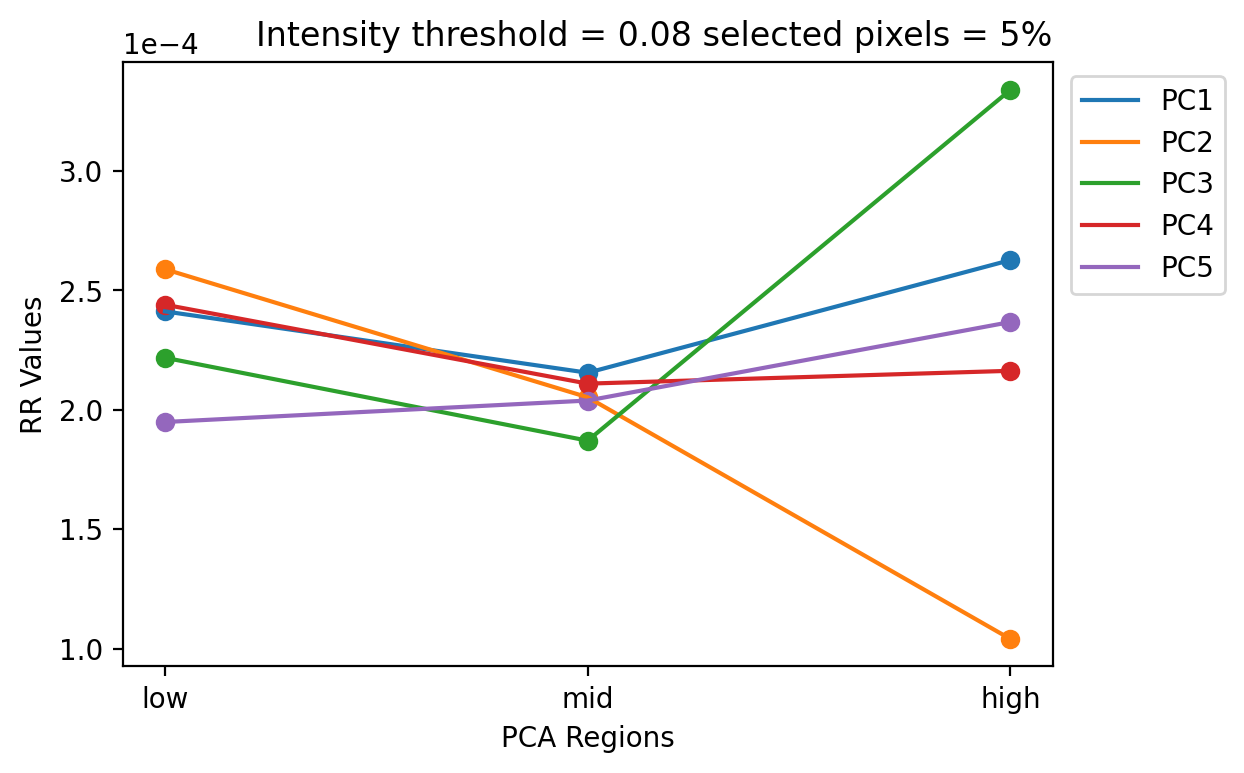 Intensity threshold = 0.08 selected pixels = 5%
1e−4
3.0
2.5
2.0
1.5
1.0
RR Values
low
mid
high
PCA Regions
PC1
PC2
PC3
PC4
PC5